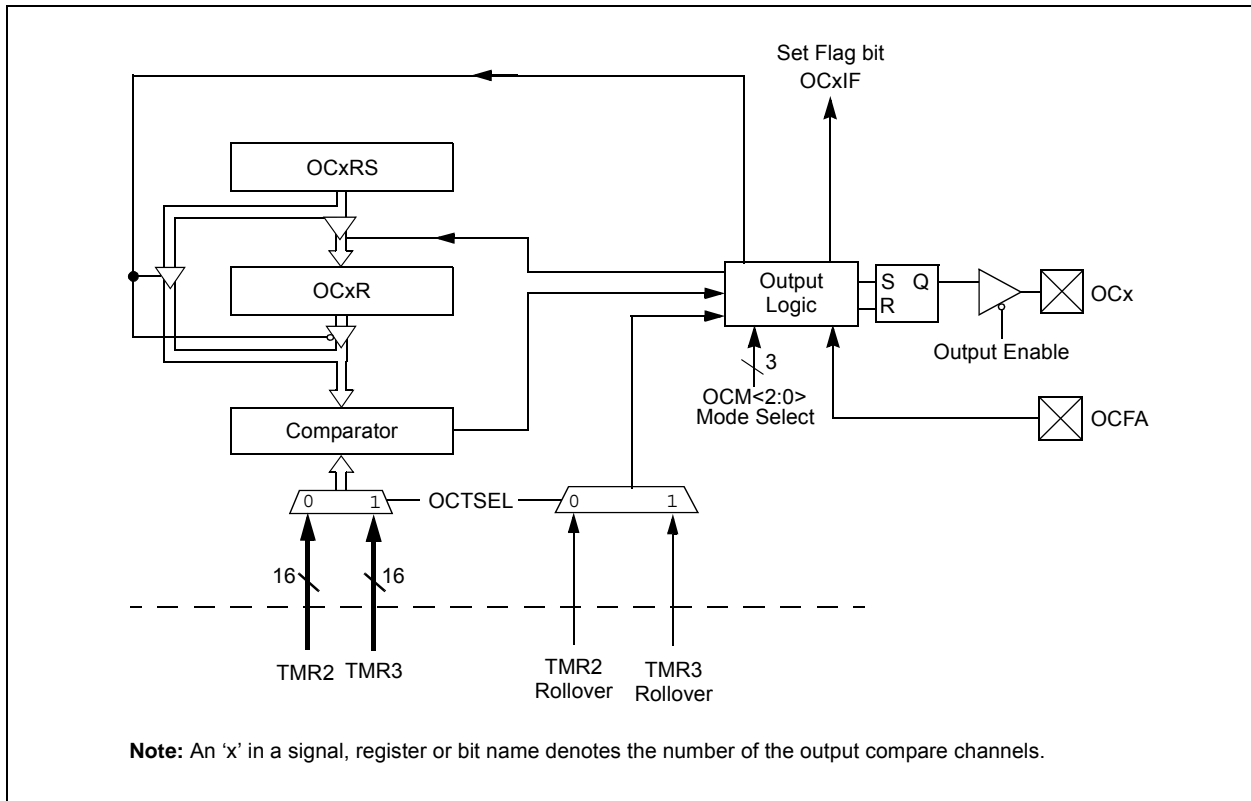 Set Flag bit
OCxIF
OCxRS
OCxR
Output
Logic
S Q
R
OCx
Output Enable
3
OCM<2:0>
Mode Select
OCFA
Comparator
0 1
OCTSEL
0 1
16
16
TMR2
TMR3
TMR2
Rollover
TMR3
Rollover
Note: An ‘x’ in a signal, register or bit name denotes the number of the output compare channels.